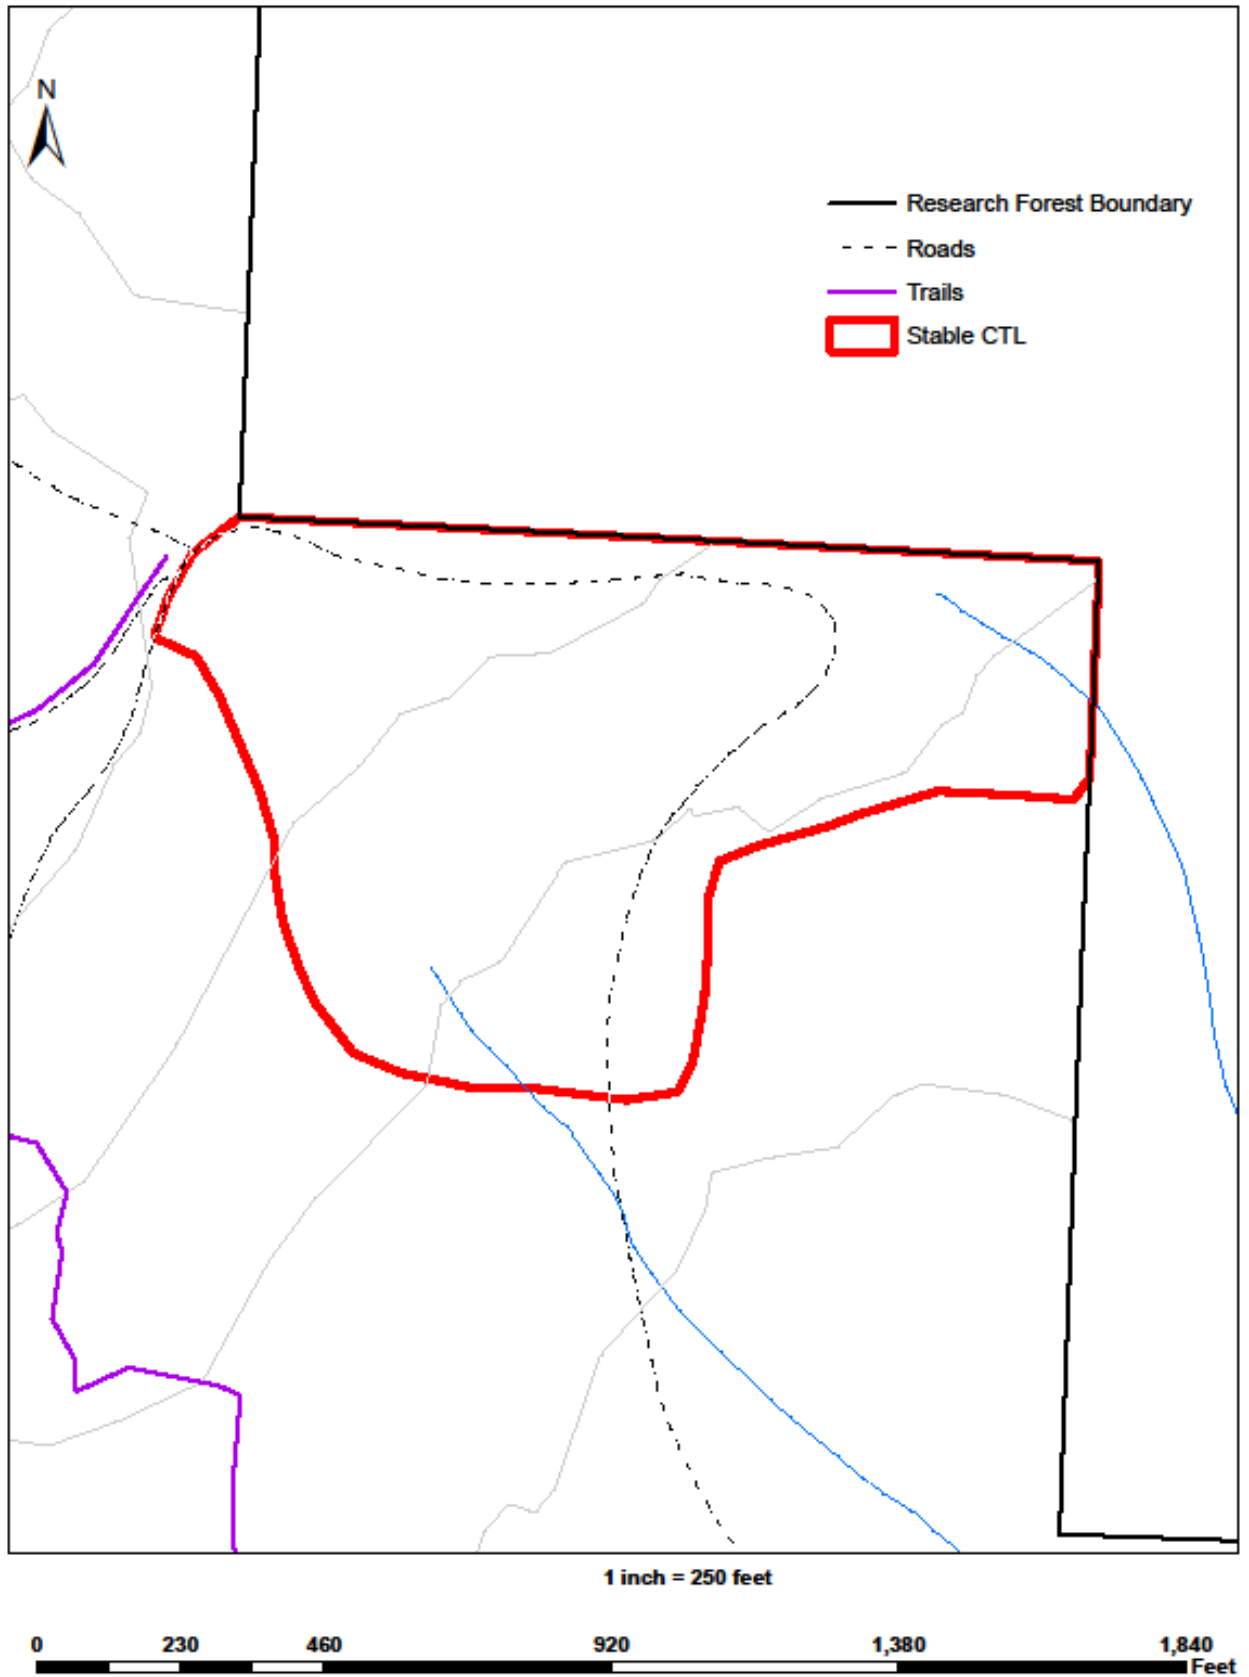 N
Research Forest Boundary
Roads
Trails
Stable CTL
1 inch = 250 feet
0 230 460 920 1,380 1,840
Feet